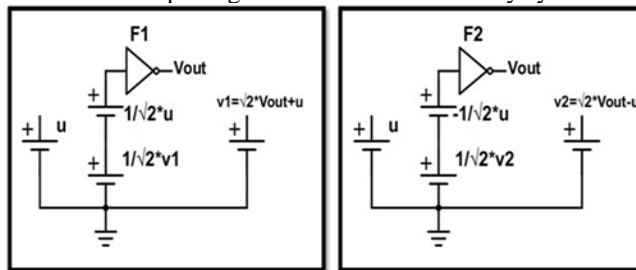 F1
Vout
+
1/√2*u
v1=√2*Vout+u
+
u
+
+
1/√2*v1
F2
Vout
+
-1/√2*u
v2=√2*Vout-u
+
u
+
+
1/√2*v2